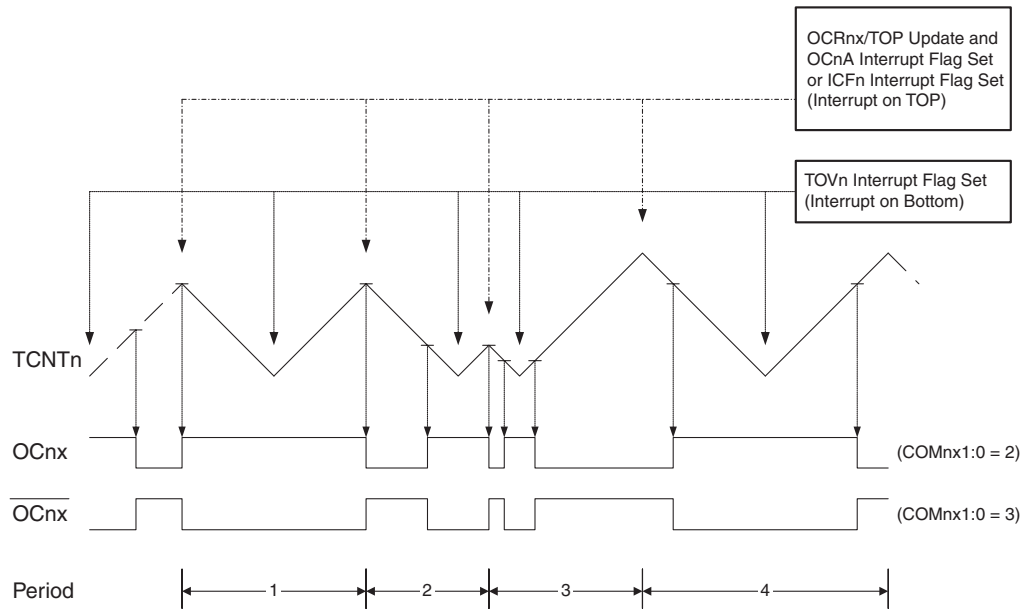 OCRnx/TOP Update and
OCnA Interrupt Flag Set
or ICFn Interrupt Flag Set
(Interrupt on TOP)
TOVn Interrupt Flag Set
(Interrupt on Bottom)
TCNTn
OCnx
(COMnx1:0 = 2)
OCnx
(COMnx1:0 = 3)
Period
1
2
3
4